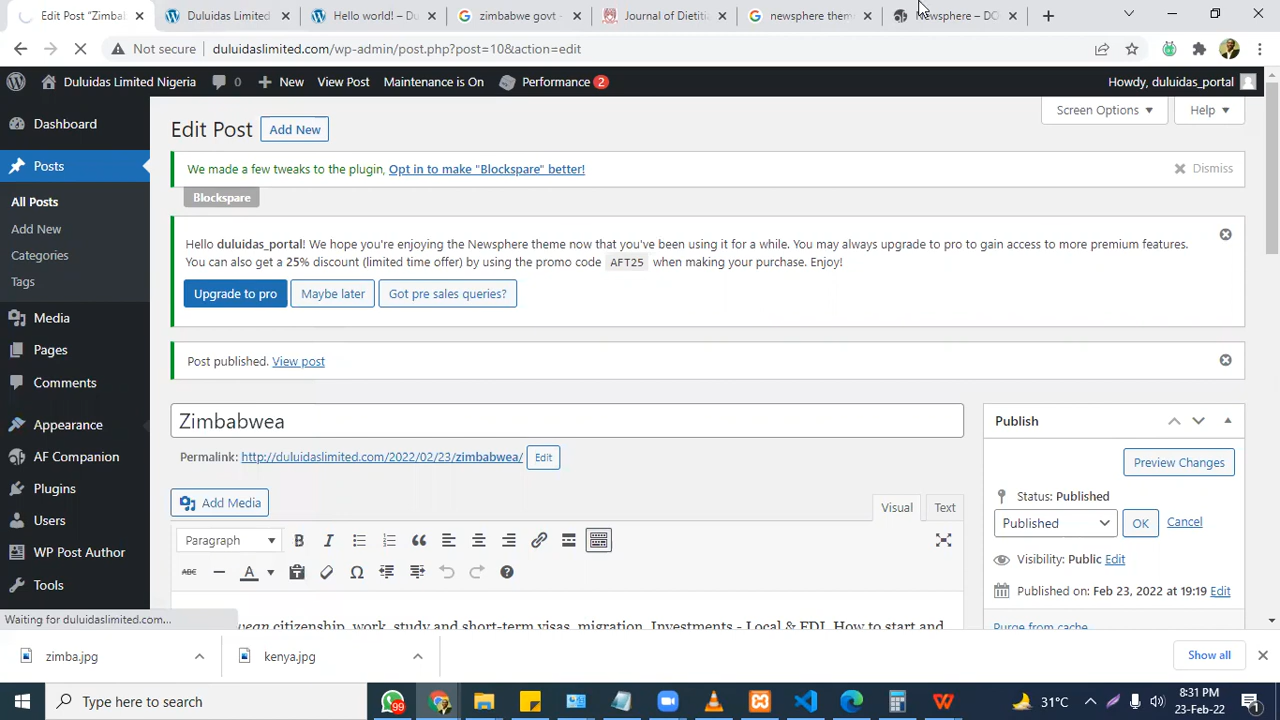 Edit Post “Zimbab
Duluidas Limited
Hello world! – Du
zimbabwe govt -
Journal of Dietiti
newsphere them
Newsphere – DG
Not secure
duluidaslimited.com/wp-admin/post.php?post=10&action=edit
Duluidas Limited Nigeria
0
New
View Post
Maintenance is On
Performance 2
Howdy, duluidas_portal
Screen Options
Help
Dashboard
Posts
All Posts
Add New
Categories
Tags
Media
Pages
Comments
Appearance
AF Companion
Plugins
Users
WP Post Author
Tools
Edit Post
Add New
We made a few tweaks to the plugin, Opt in to make "Blockspare" better!
Dismiss
Blockspare
Hello duluidas_portal! We hope you're enjoying the Newsphere theme now that you've been using it for a while. You may always upgrade to pro to gain access to more premium features.
You can also get a 25% discount (limited time offer) by using the promo code AFT25 when making your purchase. Enjoy!
Upgrade to pro
Maybe later
Got pre sales queries?
Post published. View post
Zimbabwea
Permalink: http://duluidaslimited.com/2022/02/23/zimbabwea/
Edit
Add Media
Visual
Text
Paragraph
B
I
ABC
A
citizenship, work, study and short-term visas, migration, Investments - Local & FDI, How to start and
Publish
Preview Changes
Status: Published
Published
OK
Cancel
Visibility: Public Edit
Published on: Feb 23, 2022 at 19:19 Edit
Purge from cache
Waiting for duluidaslimited.com...
zimba.jpg
kenya.jpg
Show all
Type here to search
99
31°C
8:31 PM
23-Feb-22
1